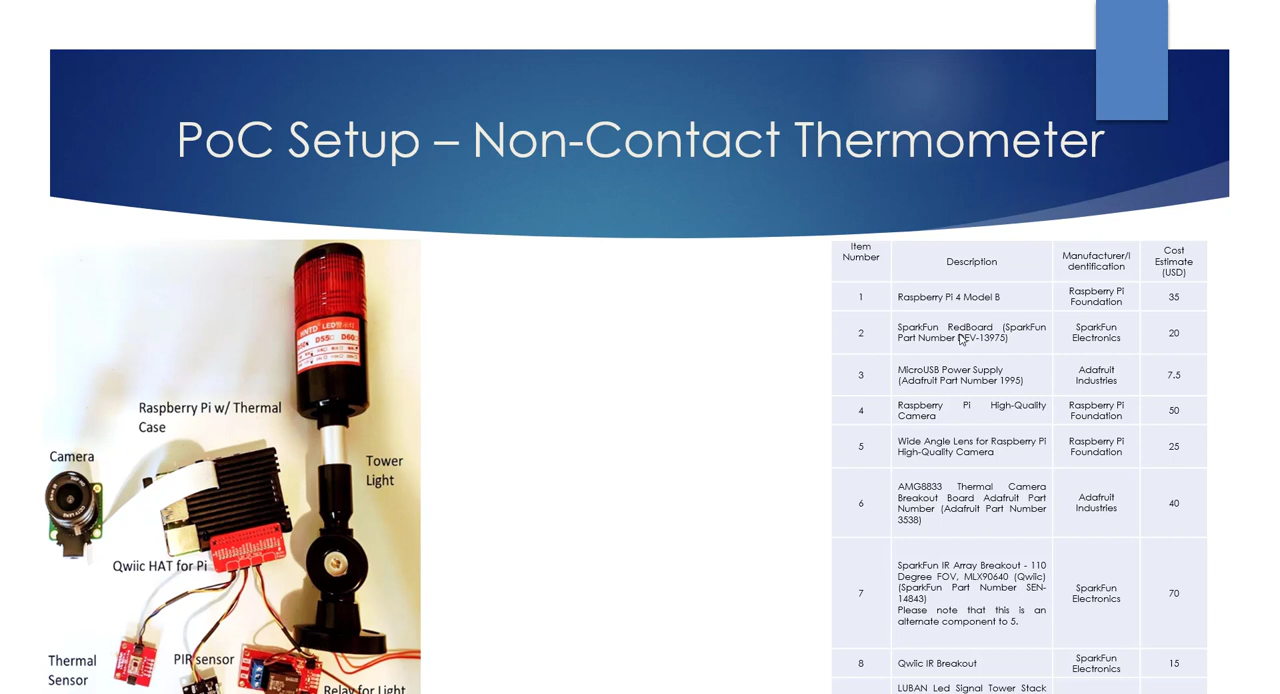 PoC Setup – Non-Contact Thermometer
Raspberry Pi w/ Thermal
Case
Camera
Tower
Light
Qwiic HAT for Pi
Thermal
Sensor
PIR sensor
Relay for Light
LED
D55
D60
Item
Number
Description
Manufacturer/I
dentification
Cost
Estimate
(USD)
1
Raspberry Pi 4 Model B
Raspberry Pi
Foundation
35
2
SparkFun RedBoard (SparkFun
Part Number DEV-13975)
SparkFun
Electronics
20
3
MicroUSB Power Supply
(Adafruit Part Number 1995)
Adafruit
Industries
7.5
4
Raspberry Pi High-Quality
Camera
Raspberry Pi
Foundation
50
5
Wide Angle Lens for Raspberry Pi
High-Quality Camera
Raspberry Pi
Foundation
25
6
AMG8833 Thermal Camera
Breakout Board Adafruit Part
Number (Adafruit Part Number
3538)
Adafruit
Industries
40
7
SparkFun IR Array Breakout - 110
Degree FOV, MLX90640 (Qwiic)
(SparkFun Part Number SEN-
14843)
Please note that this is an
alternate component to 5.
SparkFun
Electronics
70
8
Qwiic IR Breakout
SparkFun
Electronics
15
LUBAN Led Signal Tower Stack